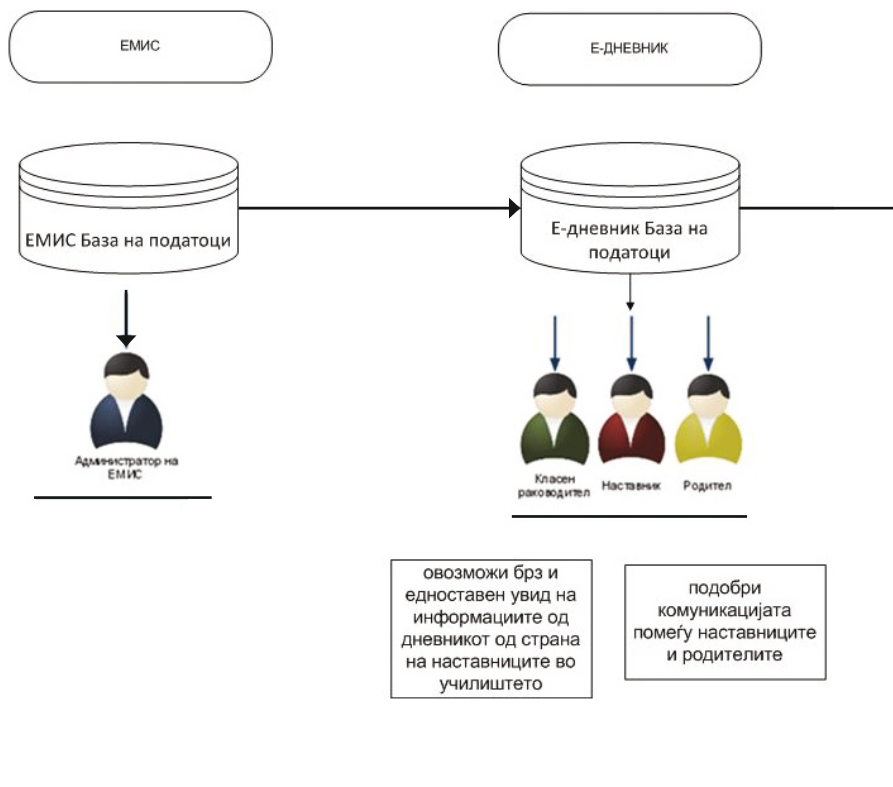 ЕМИС
Е-ДНЕВНИК
ЕМИС База на податоци
Е-дневник База на
податоци
Администратор на
ЕМИС
Класен
раководител
Наставник
Родител
овозможи брз и
едноставен увид на
информациите од
дневникот од страна
на наставниците во
училиштето
подобри
комуникацијата
помеѓу наставниците
и родителите